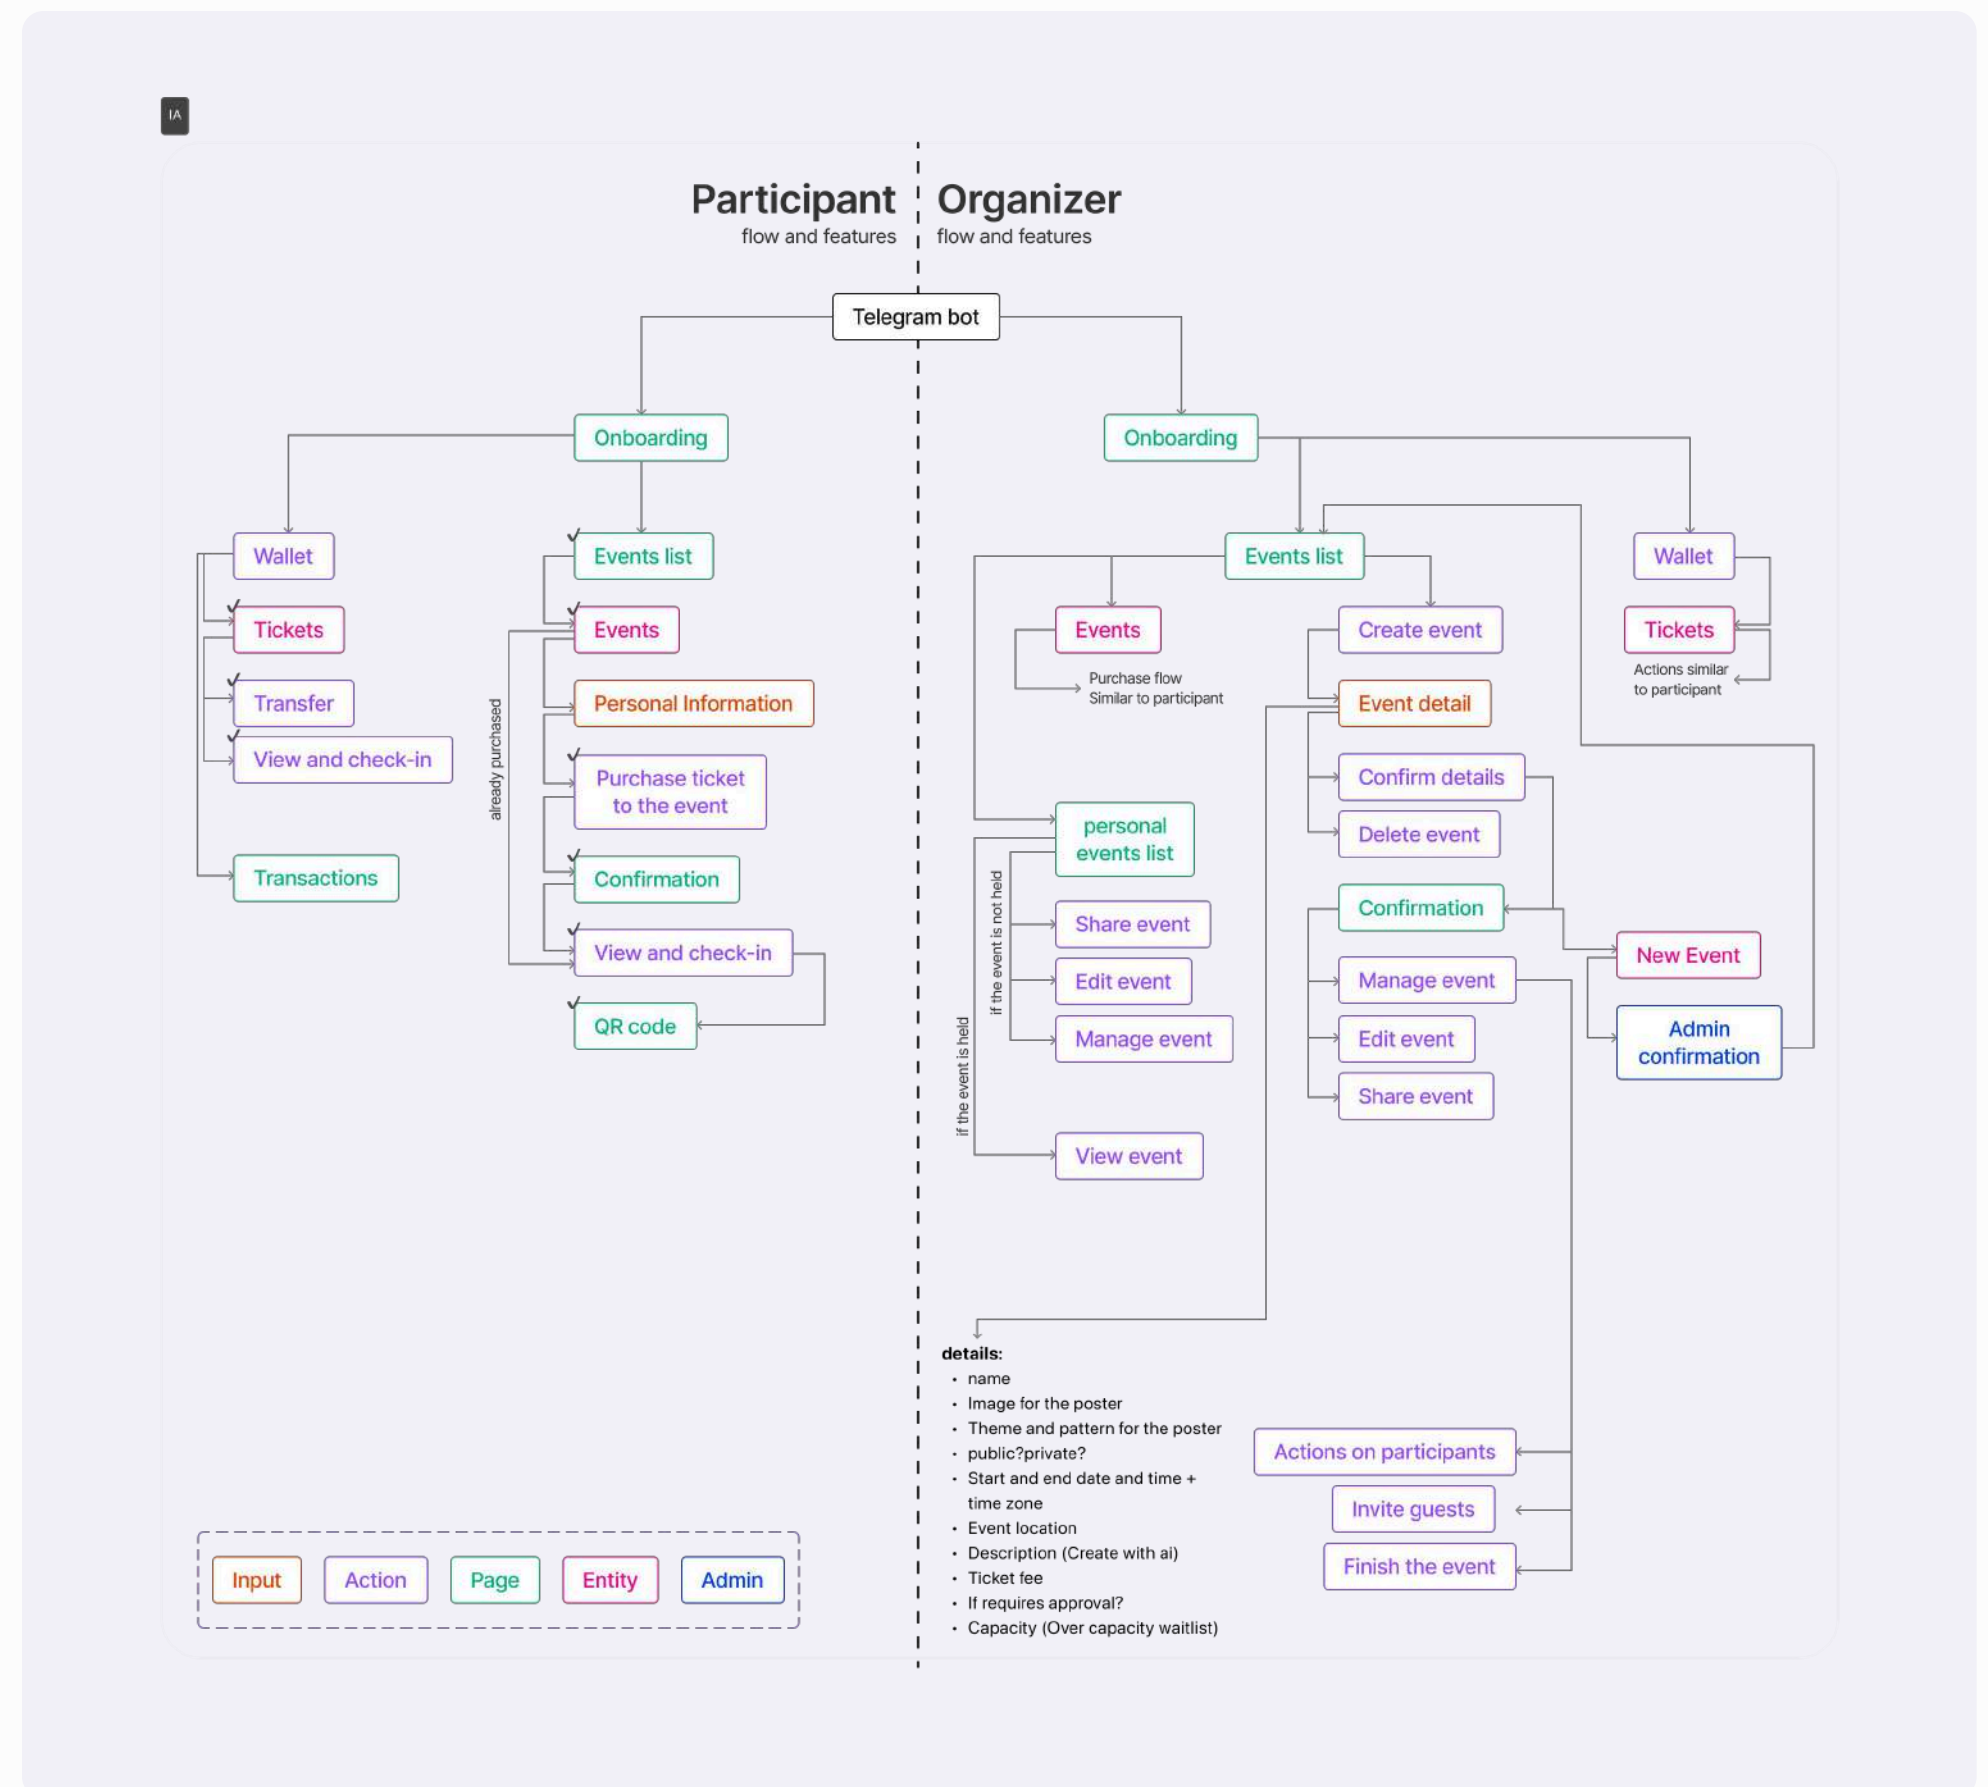 IA
Participant
flow and features
Organizer
flow and features
Telegram bot
Onboarding
Wallet
Tickets
Transfer
View and check-in
Transactions
Events list
Events
Personal Information
Purchase ticket
to the event
Confirmation
View and check-in
QR code
already purchased
Onboarding
Events list
Events
Purchase flow
Similar to participant
personal
events list
Share event
Edit event
Manage event
View event
if the event is not held
if the event is held
Create event
Event detail
Confirm details
Delete event
Confirmation
Manage event
Edit event
Share event
New Event
Admin
confirmation
Wallet
Tickets
Actions similar
to participant
details:
• name
• Image for the poster
• Theme and pattern for the poster
• public?private?
• Start and end date and time +
time zone
• Event location
• Description (Create with ai)
• Ticket fee
• If requires approval?
• Capacity (Over capacity waitlist)
Actions on participants
Invite guests
Finish the event
Input
Action
Page
Entity
Admin